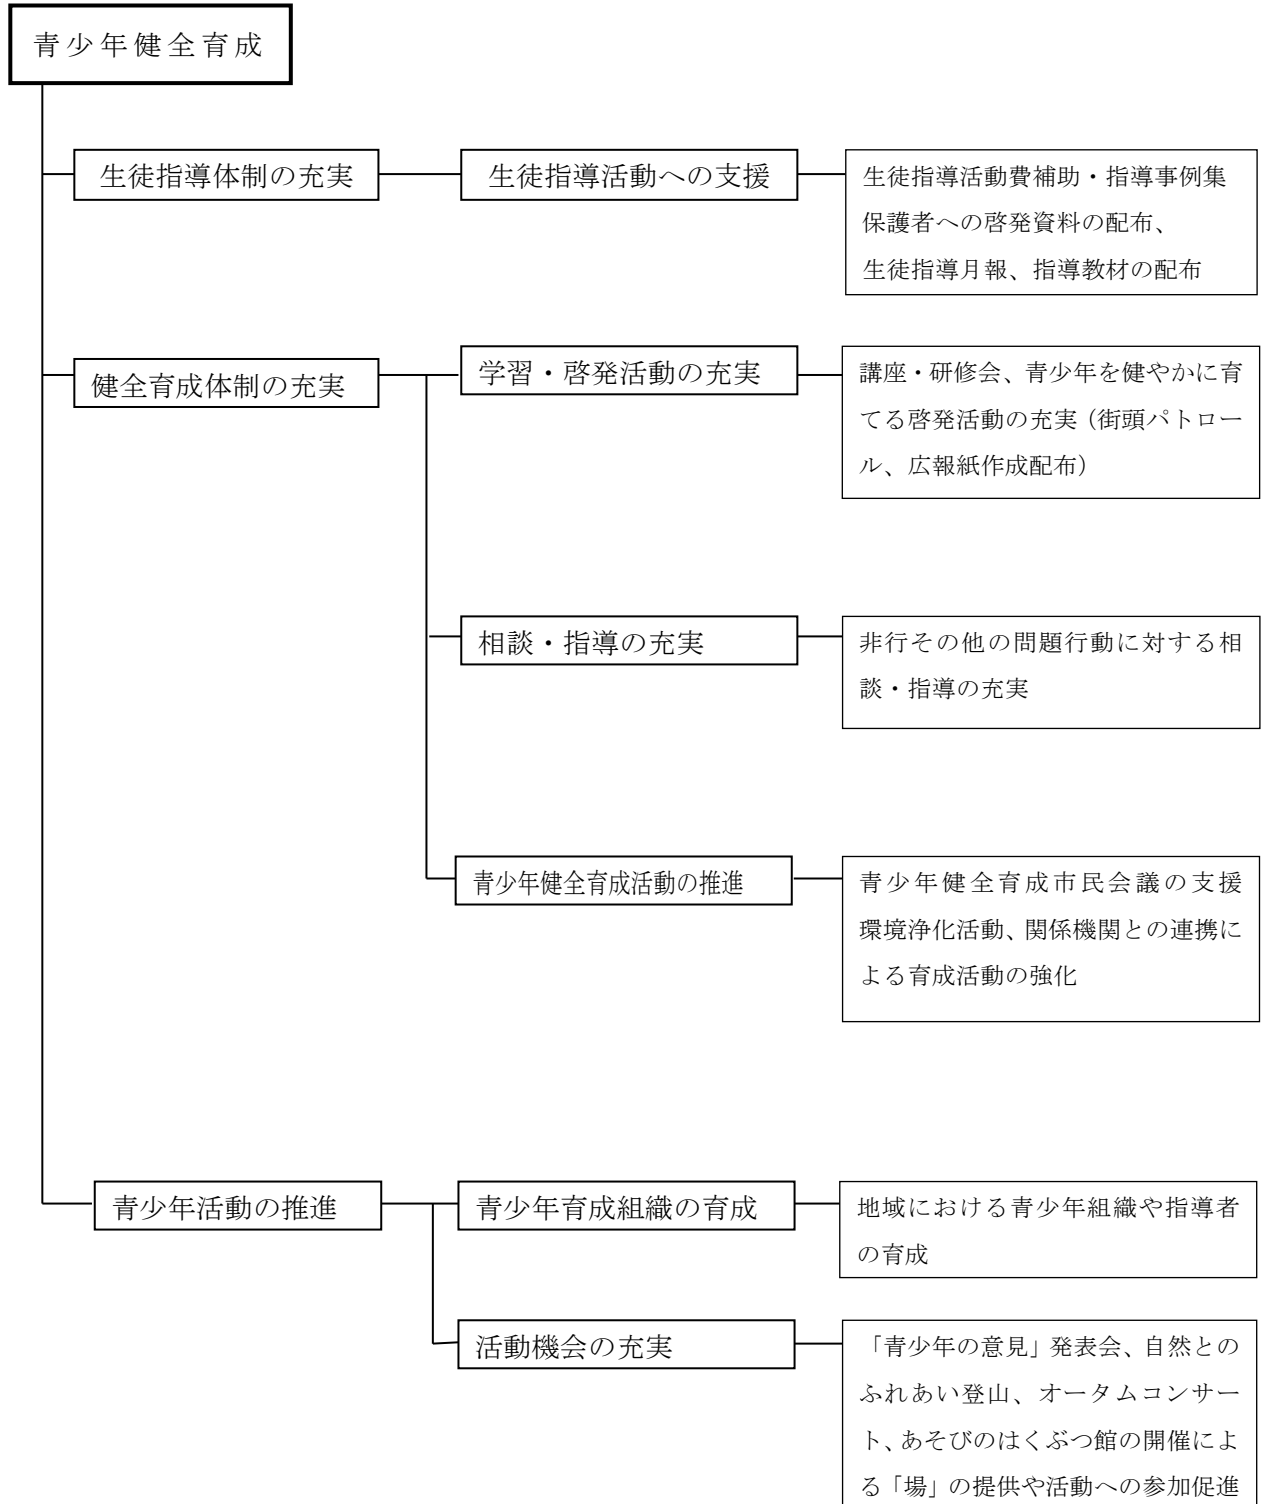 青少年健全育成
生徒指導体制の充実
生徒指導活動への支援
生徒指導活動費補助・指導事例集
保護者への啓発資料の配布、
生徒指導月報、指導教材の配布
健全育成体制の充実
学習・啓発活動の充実
講座・研修会、青少年を健やかに育
てる啓発活動の充実（街頭パトロー
ル、広報紙作成配布）
相談・指導の充実
非行その他の問題行動に対する相
談・指導の充実
青少年健全育成活動の推進
青少年健全育成市民会議の支援
環境浄化活動、関係機関との連携に
よる育成活動の強化
青少年活動の推進
青少年育成組織の育成
地域における青少年組織や指導者
の育成
活動機会の充実
「青少年の意見」発表会、自然との
ふれあい登山、オータムコンサー
ト、あそびのはくぶつ館の開催によ
る「場」の提供や活動への参加促進